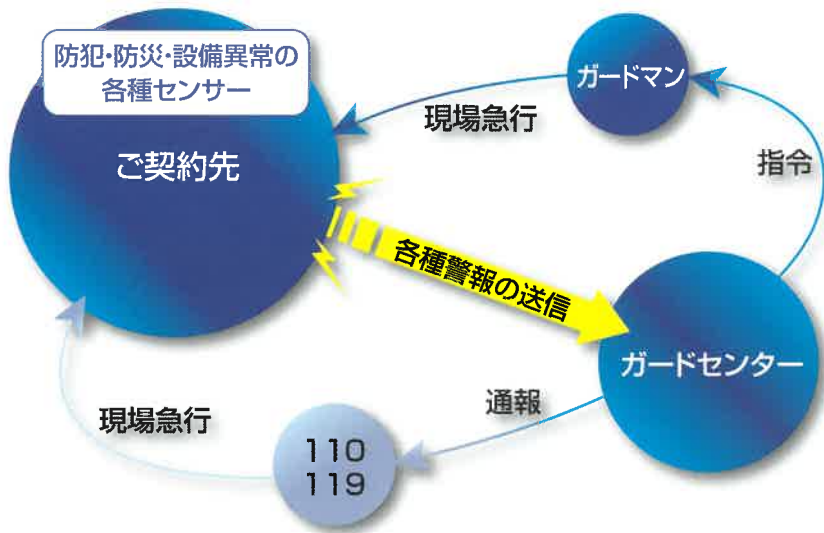 防犯・防災・設備異常の
各種センサー
ご契約先
ガードマン
現場急行
指令
各種警報の送信
ガードセンター
通報
現場急行
110
119